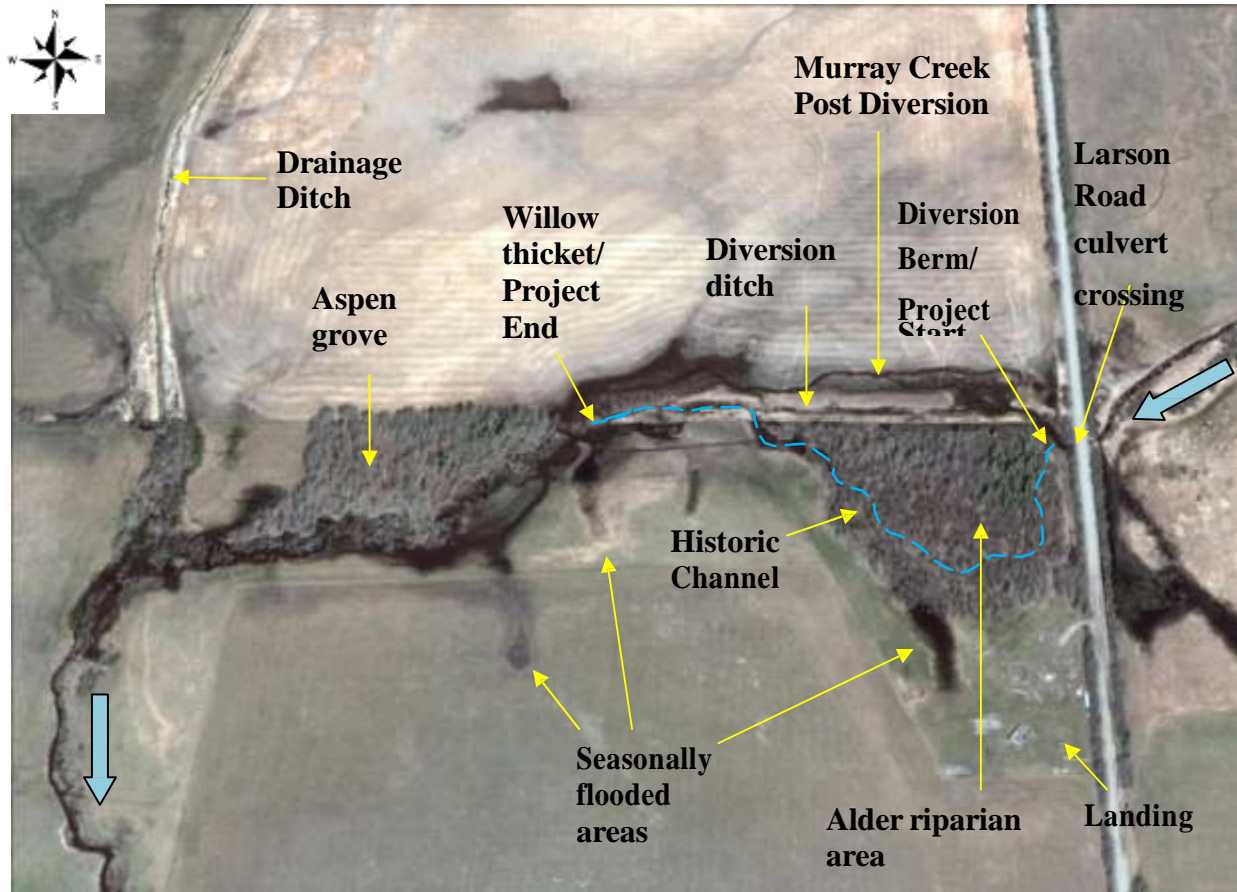 N
W
E
S
Murray Creek
Post Diversion
Drainage
Ditch
Larson
Road
culvert
crossing
Willow
thicket/
Project
End
Diversion
Berm/
Project
Start
Diversion
ditch
Aspen
grove
Historic
Channel
Seasonally
flooded
areas
Alder riparian
area
Landing